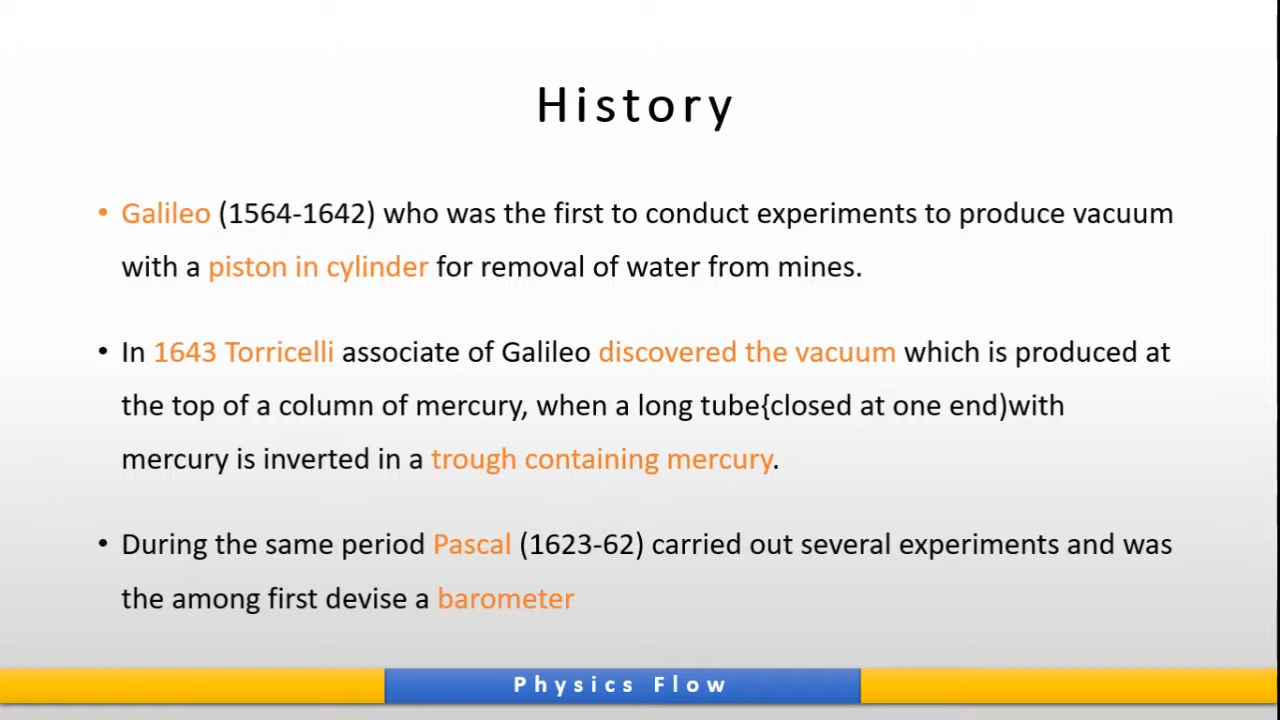 History
• Galileo (1564-1642) who was the first to conduct experiments to produce vacuum
with a piston in cylinder for removal of water from mines.
• In 1643 Torricelli associate of Galileo discovered the vacuum which is produced at
the top of a column of mercury, when a long tube{closed at one end)with
mercury is inverted in a trough containing mercury.
• During the same period Pascal (1623-62) carried out several experiments and was
the among first devise a barometer
Physics Flow